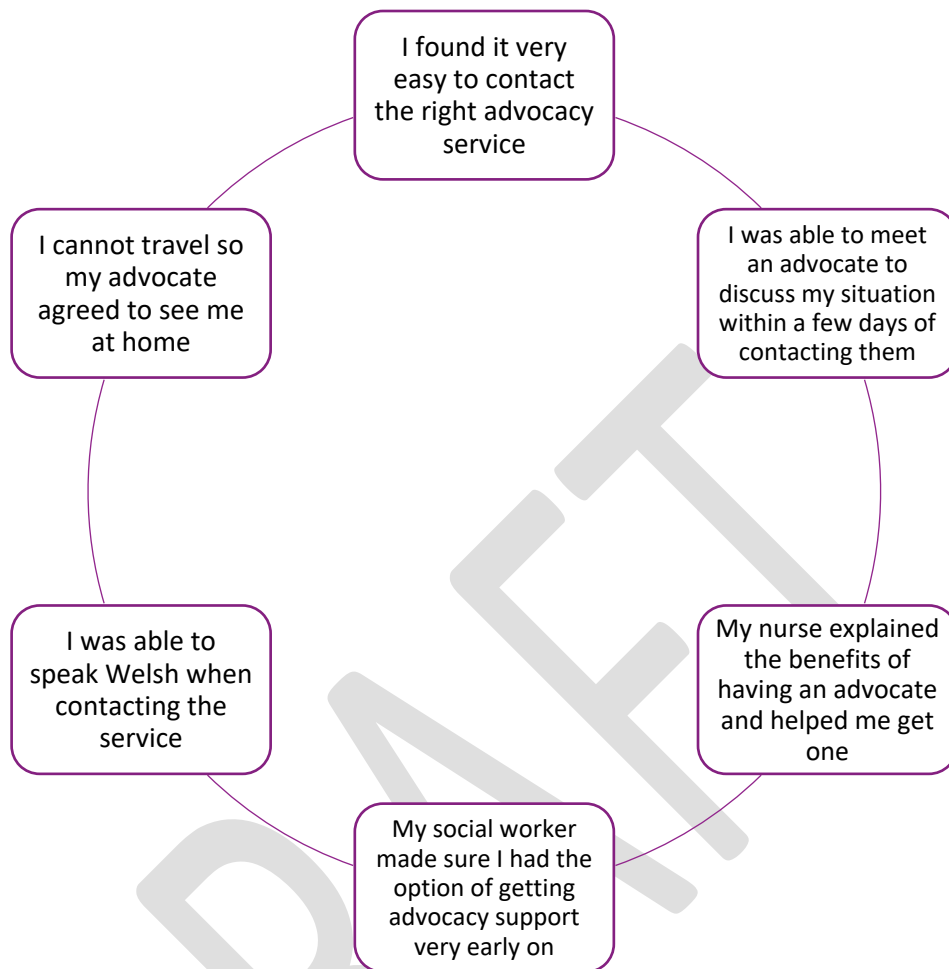 I found it very
easy to contact
the right advocacy
service
I was able to meet
an advocate to
discuss my situation
within a few days of
contacting them
My nurse explained
the benefits of
having an advocate
and helped me get
one
My social worker
made sure I had the
option of getting
advocacy support
very early on
I was able to
speak Welsh when
contacting the
service
I cannot travel so
my advocate
agreed to see me
at home
DRAFT